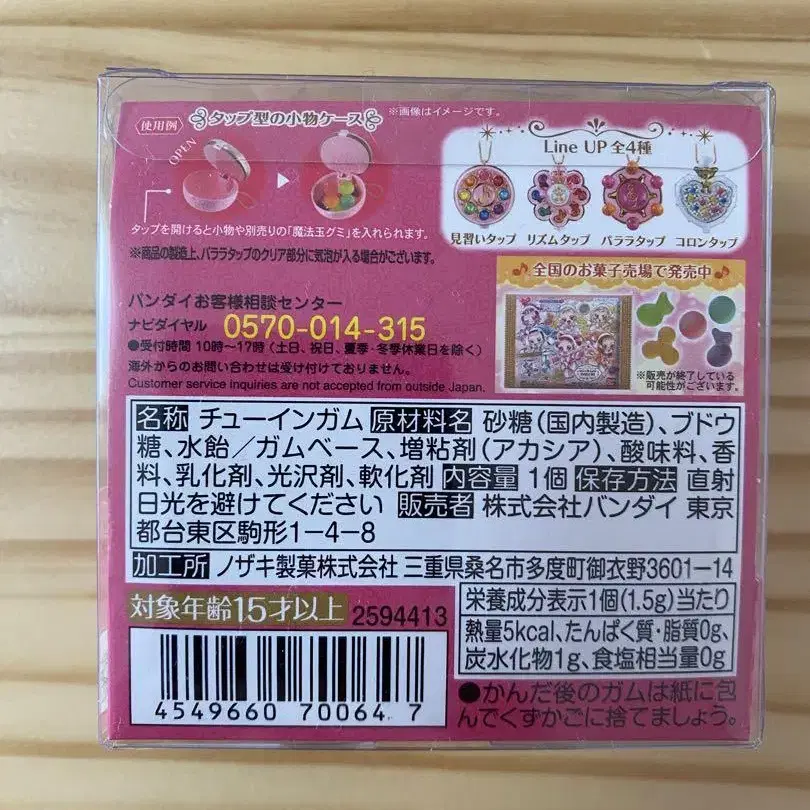 使用例 タップ型の小物ケース ※画像はイメージです。
OPEN
タップを開けると小物や別売りの「魔法玉グミ」を入れられます。
※商品の製造上、パララタップのクリア部分に気泡が入る場合がございます。
Line UP 全4種
見習いタップ リズムタップ パララタップ コロンタップ
全国のお菓子売場で発売中
※販売が終了している
可能性がございます。
バンダイお客様相談センター
ナビダイヤル 0570-014-315
●受付時間 10時〜17時(土日、祝日、夏季・冬季休業日を除く)
海外からのお問い合わせは受け付けておりません。
Customer service inquiries are not accepted from outside Japan.
名称 チューインガム 原材料名 砂糖(国内製造)、ブドウ
糖、水飴/ガムベース、増粘剤(アカシア)、酸味料、香
料、乳化剤、光沢剤、軟化剤 内容量 1個 保存方法 直射
日光を避けてください 販売者 株式会社バンダイ 東京
都台東区駒形1-4-8
加工所 ノザキ製菓株式会社 三重県桑名市多度町御衣野3601-14
対象年齢15才以上 2594413
栄養成分表示1個(1.5g)当たり
熱量5kcal、たんぱく質・脂質0g、
炭水化物1g、食塩相当量0g
4549660 70064 7
●かんだ後のガムは紙に包
んでくずかごに捨てましょう。